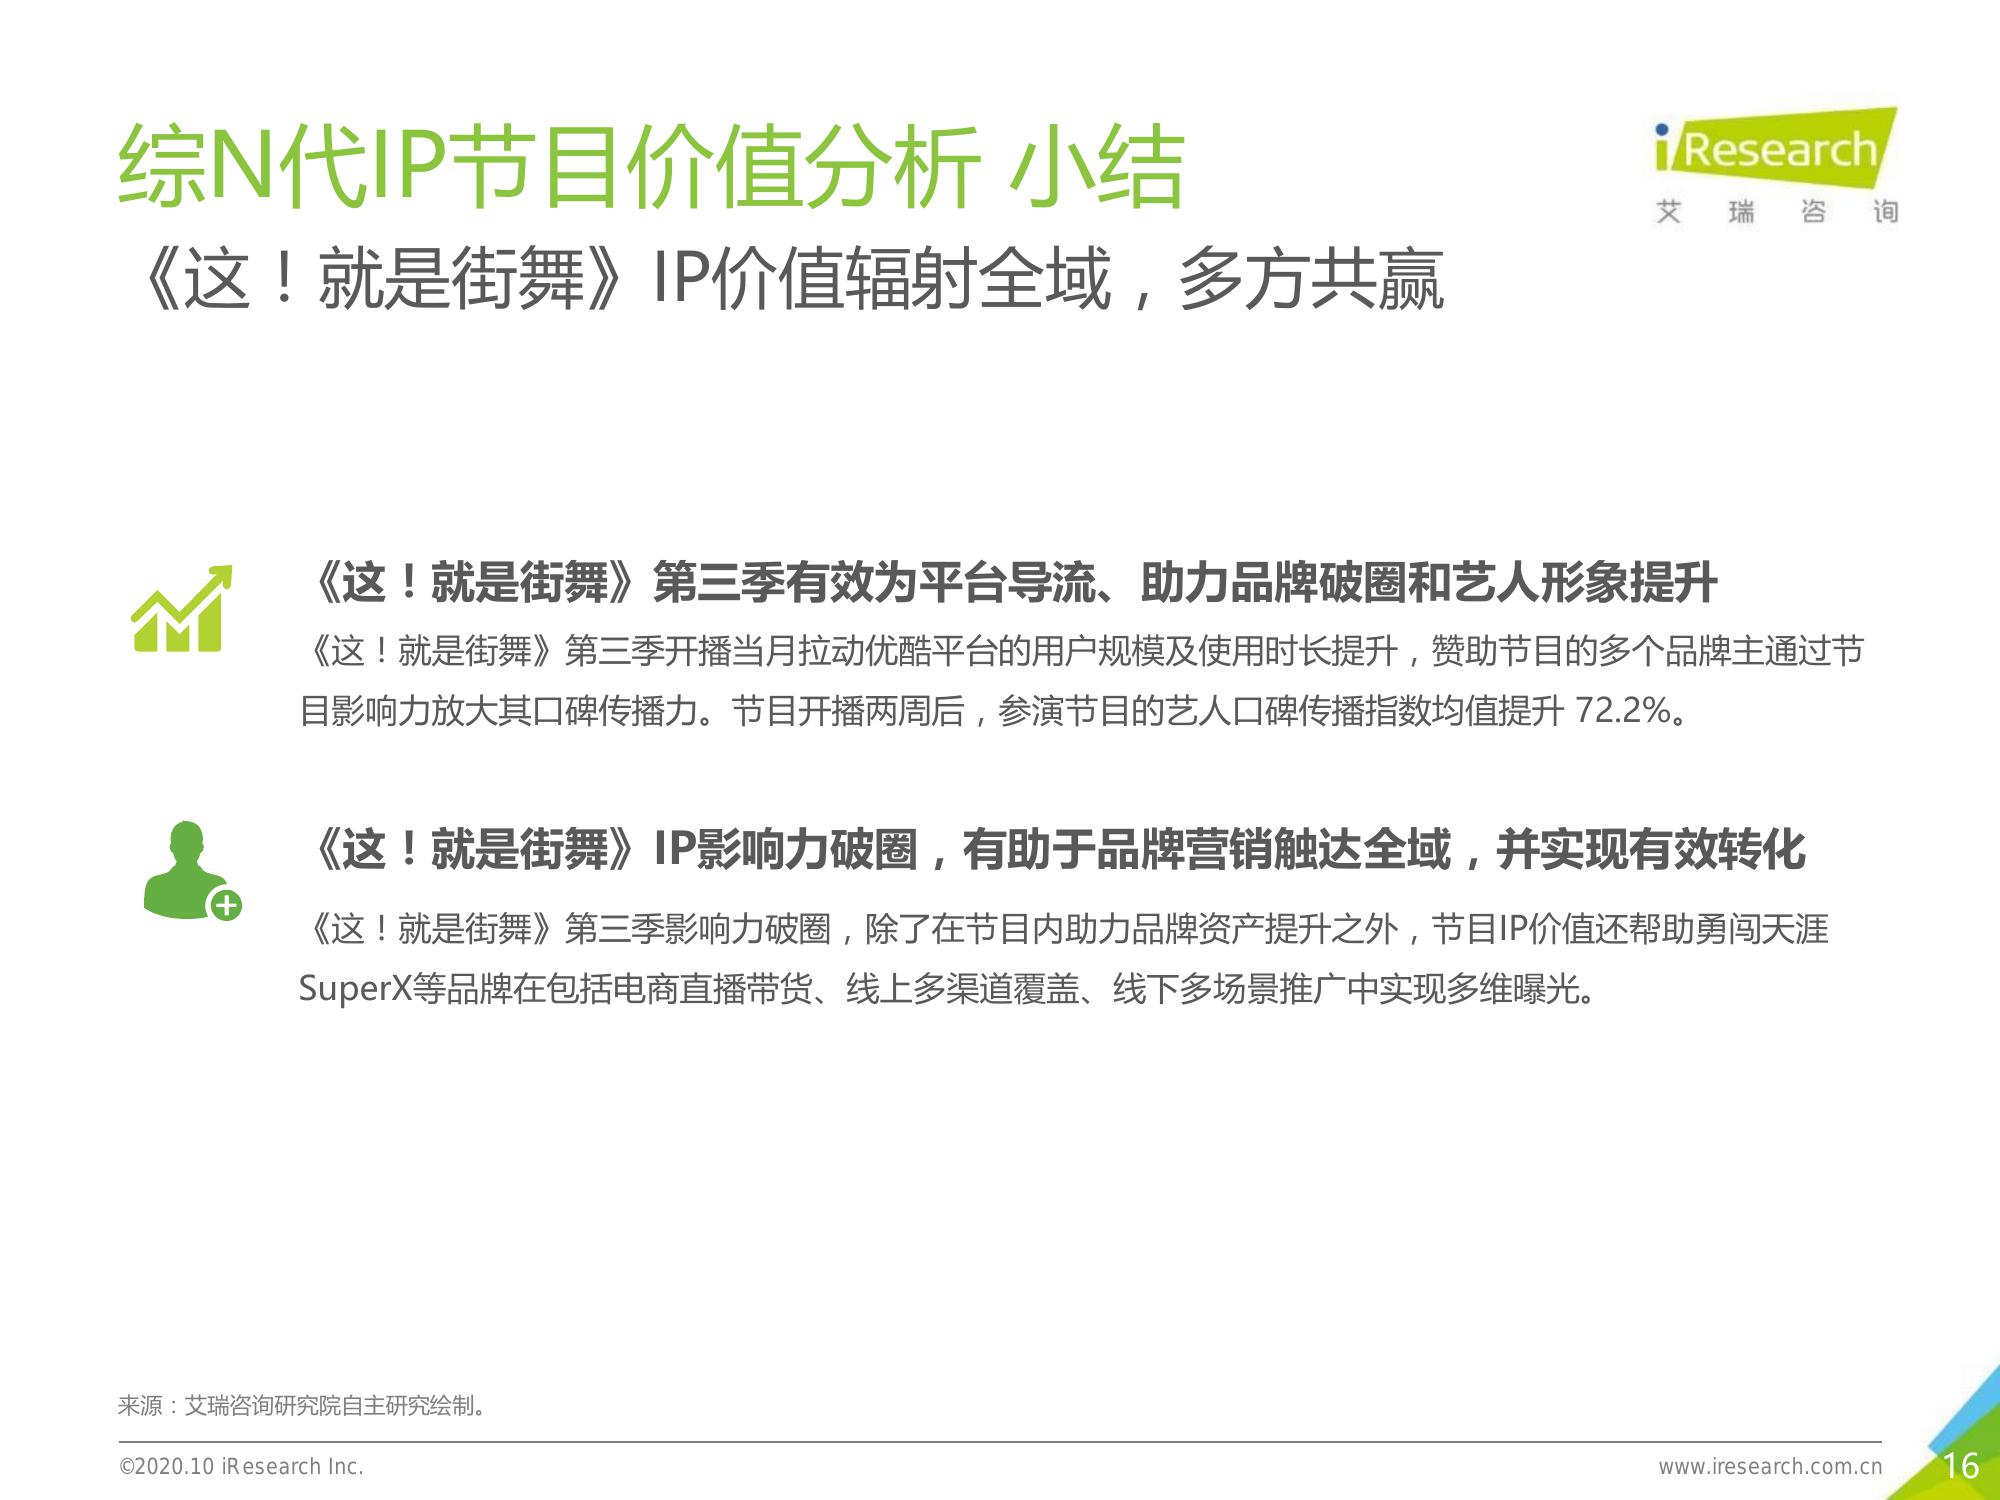 综N代IP节目价值分析 小结
iResearch
艾瑞咨询
《这！就是街舞》IP价值辐射全域，多方共赢
《这！就是街舞》第三季有效为平台导流、助力品牌破圈和艺人形象提升
《这！就是街舞》第三季开播当月拉动优酷平台的用户规模及使用时长提升，赞助节目的多个品牌主通过节
目影响力放大其口碑传播力。节目开播两周后，参演节目的艺人口碑传播指数均值提升 72.2%。
《这！就是街舞》IP影响力破圈，有助于品牌营销触达全域，并实现有效转化
《这！就是街舞》第三季影响力破圈，除了在节目内助力品牌资产提升之外，节目IP价值还帮助勇闯天涯
SuperX等品牌在包括电商直播带货、线上多渠道覆盖、线下多场景推广中实现多维曝光。
来源：艾瑞咨询研究院自主研究绘制。
©2020.10 iResearch Inc.
www.iresearch.com.cn
16